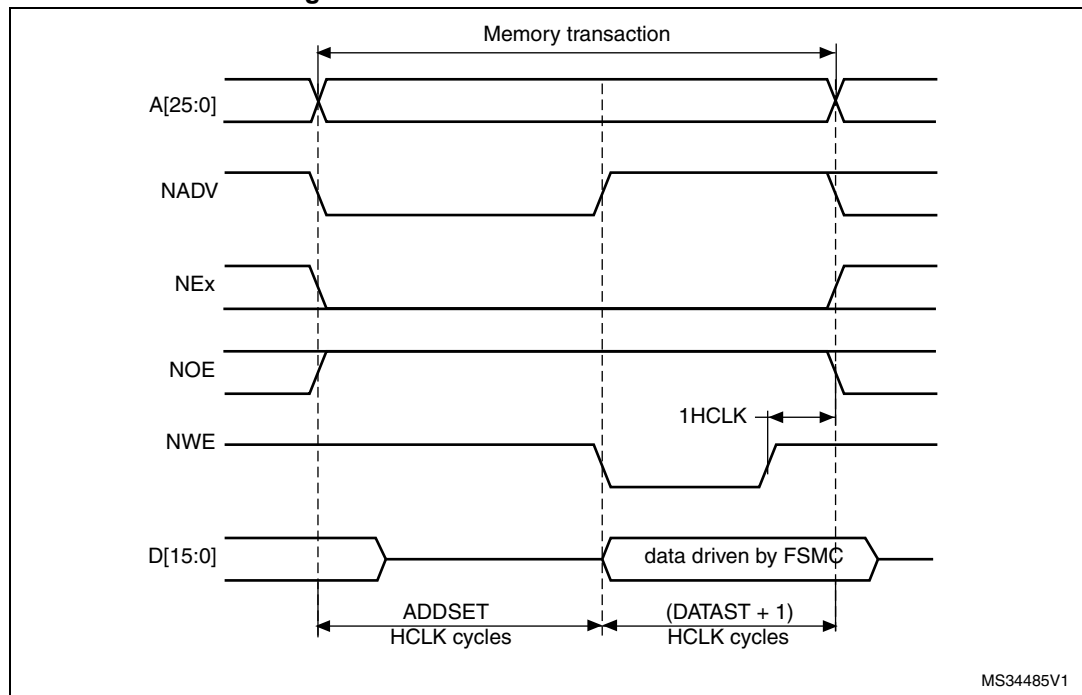 Memory transaction
A[25:0]
NADV
NEx
NOE
1HCLK
NWE
D[15:0]
data driven by FSMC
ADDSET
HCLK cycles
(DATAST + 1)
HCLK cycles
MS34485V1